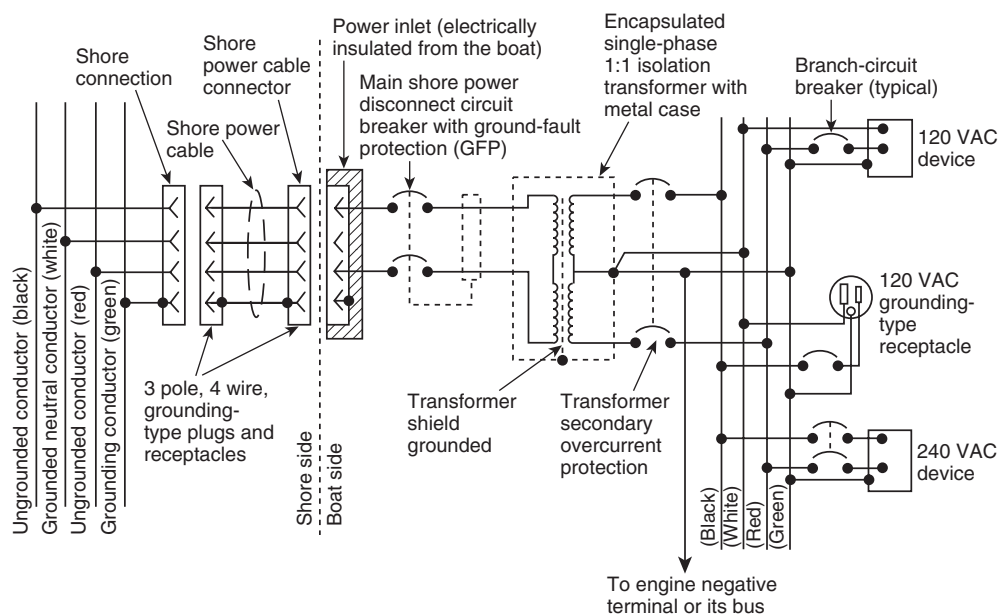 Shore
connection
Shore
power cable
connector
Shore power
cable
Power inlet (electrically
insulated from the boat)
Main shore power
disconnect circuit
breaker with ground-fault
protection (GFP)
Encapsulated
single-phase
1:1 isolation
transformer with
metal case
Branch-circuit
breaker (typical)
120 VAC
device
120 VAC
grounding-
type
receptacle
240 VAC
device
Ungrounded conductor (black)
Grounded neutral conductor (white)
Ungrounded conductor (red)
Grounding conductor (green)
3 pole, 4 wire,
grounding-
type plugs and
receptacles
Shore side
Boat side
Transformer
shield
grounded
Transformer
secondary
overcurrent
protection
(Black)
(White)
(Red)
(Green)
To engine negative
terminal or its bus